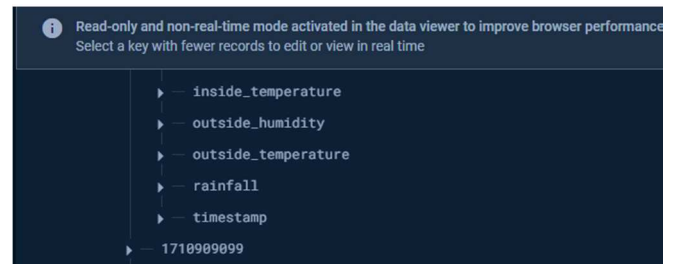 Read-only and non-real-time mode activated in the data viewer to improve browser performance
Select a key with fewer records to edit or view in real time
inside_temperature
outside_humidity
outside_temperature
rainfall
timestamp
1710909099